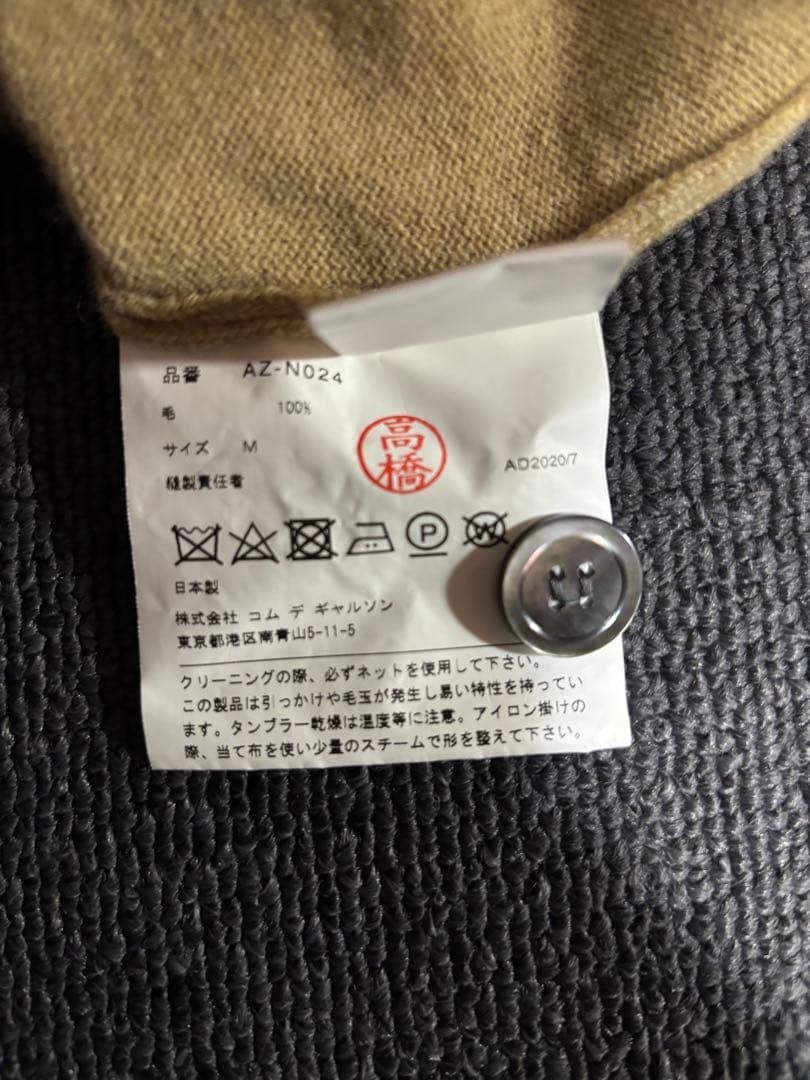 品番 AZ-N024
毛 100%
サイズ M
縫製責任者
高橋
AD2020/7
P
W
日本製
株式会社 コム デ ギャルソン
東京都港区南青山5-11-5
クリーニングの際、必ずネットを使用して下さい。
この製品は引っかけや毛玉が発生し易い特性を持ってい
ます。タンブラー乾燥は温度等に注意。アイロン掛けの
際、当て布を使い少量のスチームで形を整えて下さい。